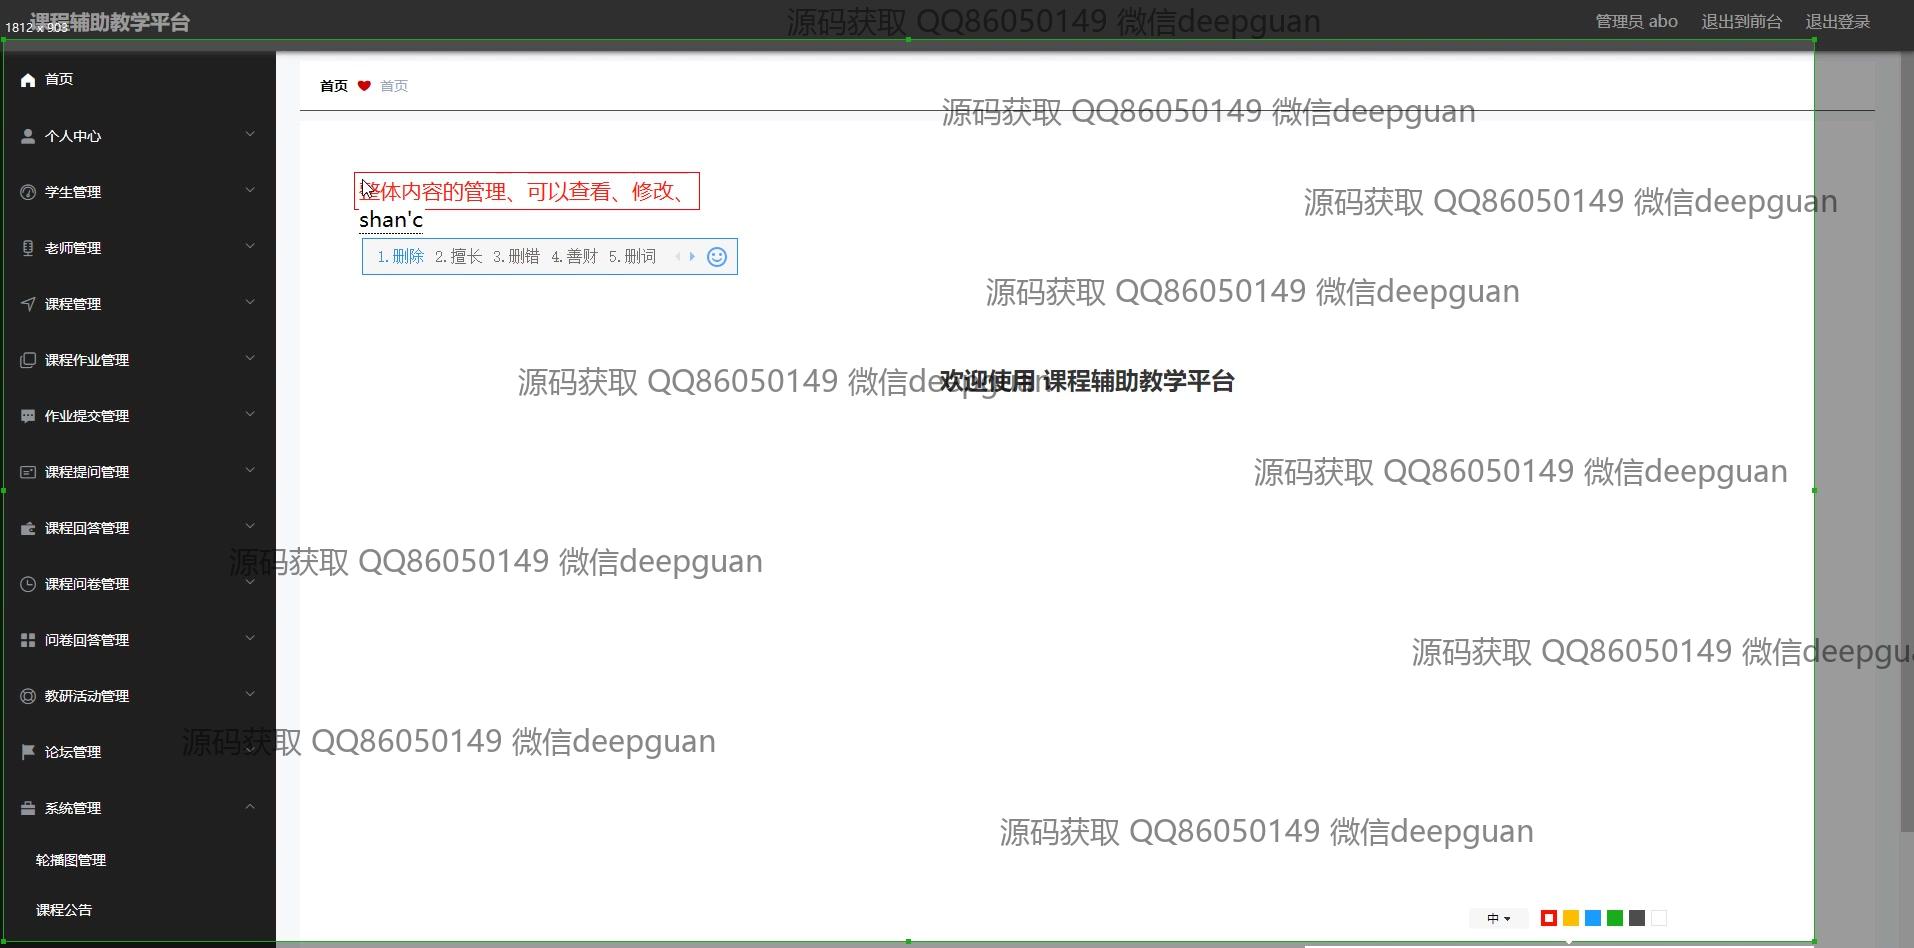 课程辅助教学平台
1812 x 903
源码获取 QQ86050149 微信deepguan
管理员 abo
退出到前台
退出登录
首页
个人中心
学生管理
老师管理
课程管理
课程作业管理
作业提交管理
课程提问管理
课程回答管理
课程问卷管理
问卷回答管理
教研活动管理
论坛管理
系统管理
轮播图管理
课程公告
首页 首页
源码获取 QQ86050149 微信deepguan
整体内容的管理、可以查看、修改、
源码获取 QQ86050149 微信deepguan
shan'c
1.删除 2.擅长 3.删错 4.善财 5.删词
源码获取 QQ86050149 微信deepguan
源码获取 QQ86050149 微信deepguan
欢迎使用 课程辅助教学平台
源码获取 QQ86050149 微信deepguan
源码获取 QQ86050149 微信deepguan
源码获取 QQ86050149 微信deepgua
源码获取 QQ86050149 微信deepguan
源码获取 QQ86050149 微信deepguan
中